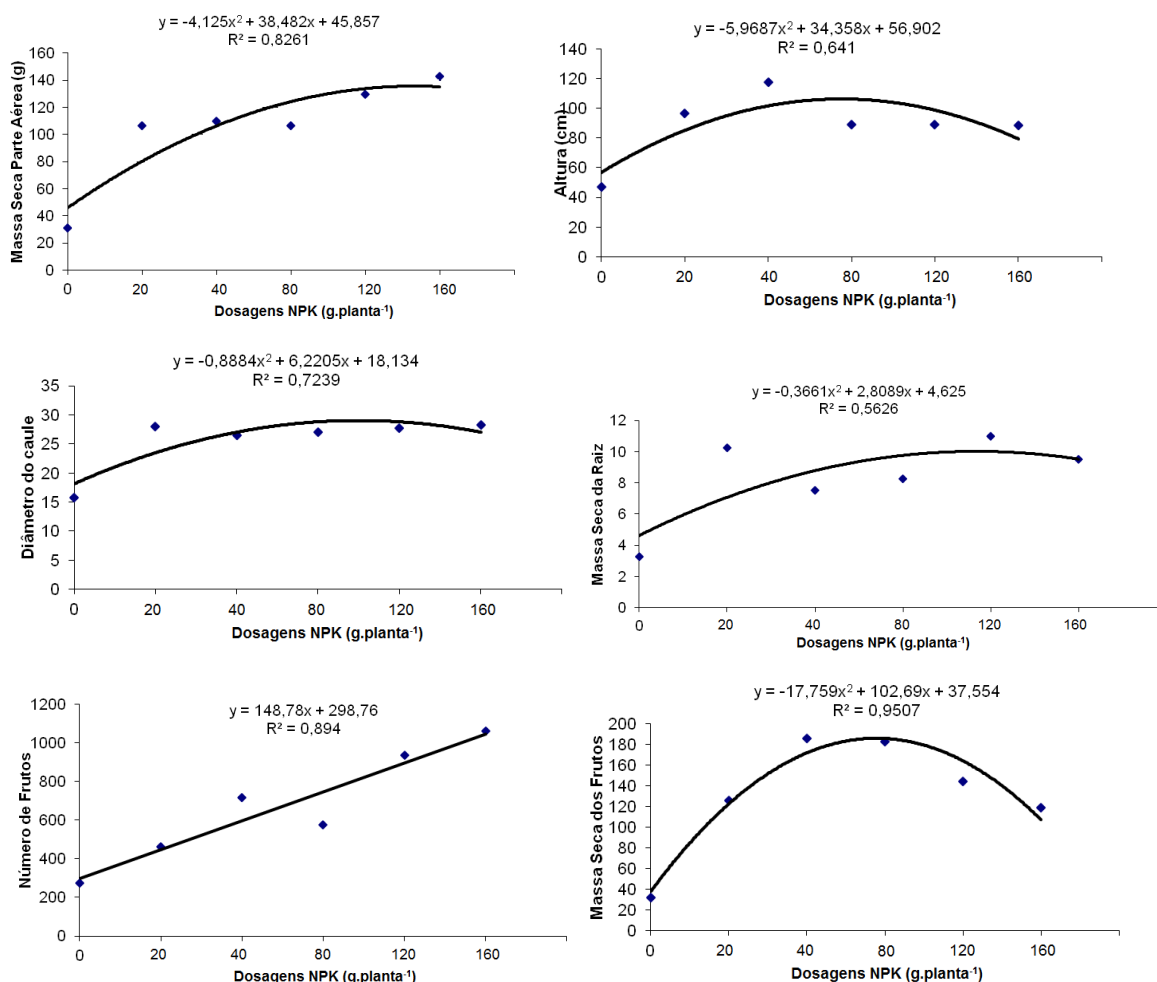 y = -4,125x² + 38,482x + 45,857
R² = 0,8261
Massa Seca Parte Aérea (g)
160
140
120
100
80
60
40
20
0
0 20 40 80 120 160
Dosagens NPK (g.planta⁻¹)
y = -5,9687x² + 34,358x + 56,902
R² = 0,641
Altura (cm)
140
120
100
80
60
40
20
0
0 20 40 80 120 160
Dosagens NPK (g.planta⁻¹)
y = -0,8884x² + 6,2205x + 18,134
R² = 0,7239
Diâmetro do caule
35
30
25
20
15
10
5
0
0 20 40 80 120 160
Dosagens NPK (g.planta⁻¹)
y = -0,3661x² + 2,8089x + 4,625
R² = 0,5626
Massa Seca da Raiz
12
10
8
6
4
2
0
0 20 40 80 120 160
Dosagens NPK (g.planta⁻¹)
y = 148,78x + 298,76
R² = 0,894
Número de Frutos
1200
1000
800
600
400
200
0
0 20 40 80 120 160
Dosagens NPK (g.planta⁻¹)
y = -17,759x² + 102,69x + 37,554
R² = 0,9507
Massa Seca dos Frutos
200
180
160
140
120
100
80
60
40
20
0
0 20 40 80 120 160
Dosagens NPK (g.planta⁻¹)